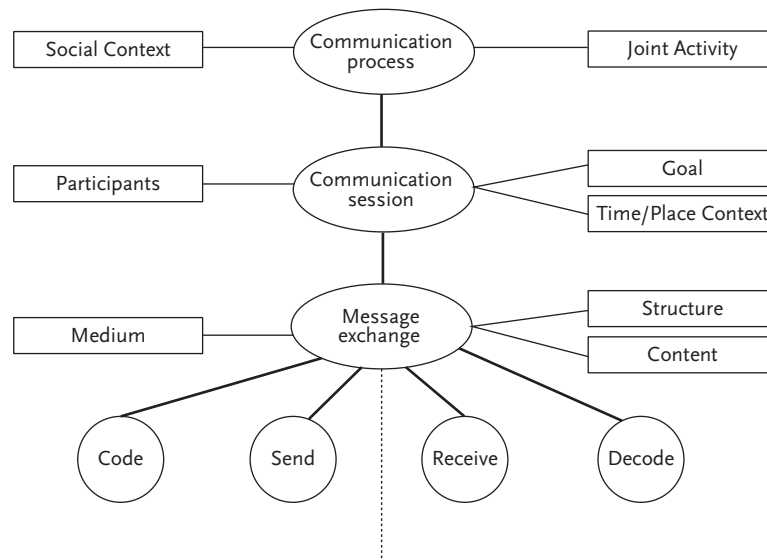 Social Context
Communication
process
Joint Activity
Participants
Communication
session
Goal
Time/Place Context
Medium
Message
exchange
Structure
Content
Code
Send
Receive
Decode